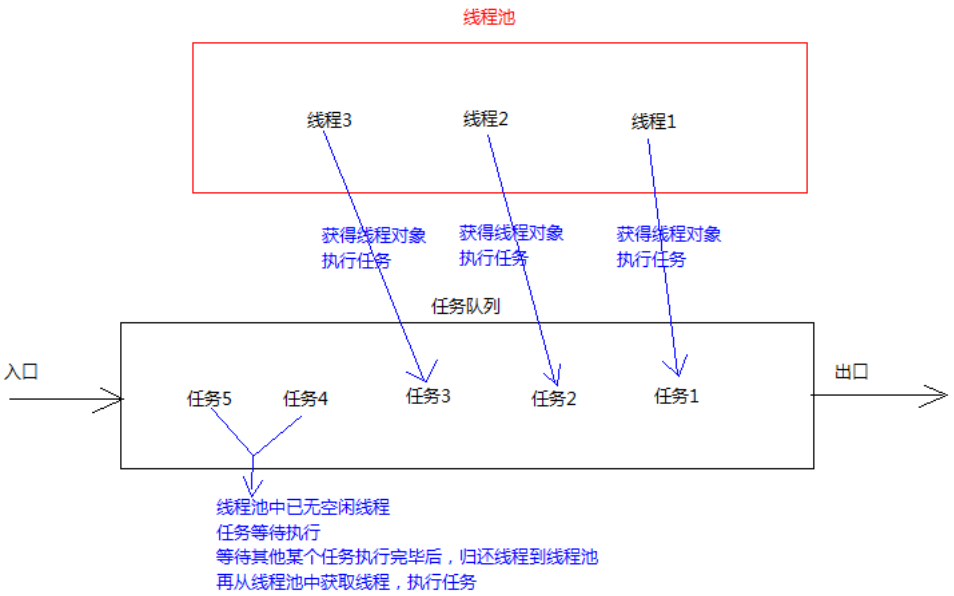 线程池
线程3
线程2
线程1
获得线程对象
执行任务
获得线程对象
执行任务
获得线程对象
执行任务
任务队列
入口
出口
任务5
任务4
任务3
任务2
任务1
线程池中已无空闲线程
任务等待执行
等待其他某个任务执行完毕后，归还线程到线程池
再从线程池中获取线程，执行任务